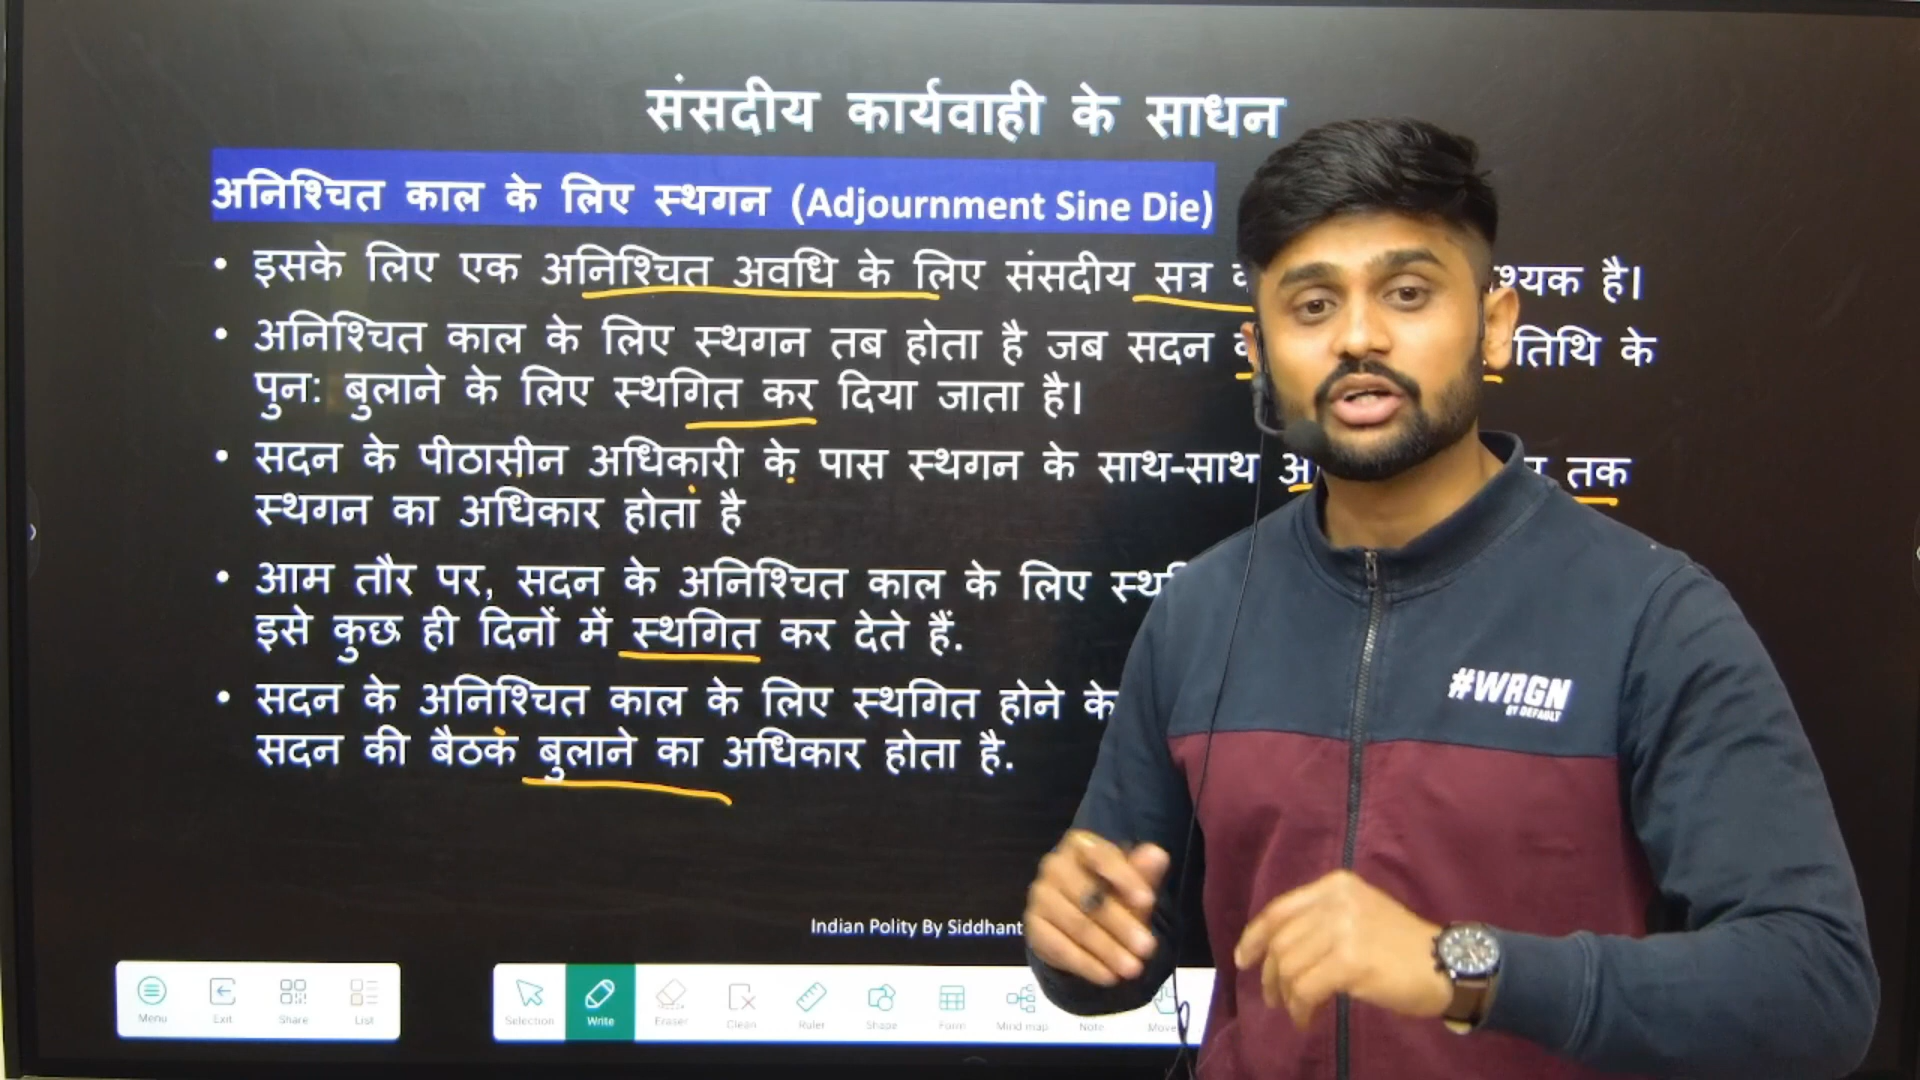 संसदीय कार्यवाही के साधन
अनिश्चित काल के लिए स्थगन (Adjournment Sine Die)
• इसके लिए एक अनिश्चित अवधि के लिए संसदीय सत्र है।
• अनिश्चित काल के लिए स्थगन तब होता है जब सदन तिथि के
पुन: बुलाने के लिए स्थगित कर दिया जाता है।
• सदन के पीठासीन अधिकारी के पास स्थगन के साथ-साथ तक
स्थगन का अधिकार होता है
• आम तौर पर, सदन के अनिश्चित काल के लिए
इसे कुछ ही दिनों में स्थगित कर देते हैं.
• सदन के अनिश्चित काल के लिए स्थगित होने के
सदन की बैठक बुलाने का अधिकार होता है.
#WRGN
BY DEFAULT
Indian Polity By Siddhant
Menu Exit Share List Selection Write Eraser Clean Ruler Shape Form Mind map Note Move